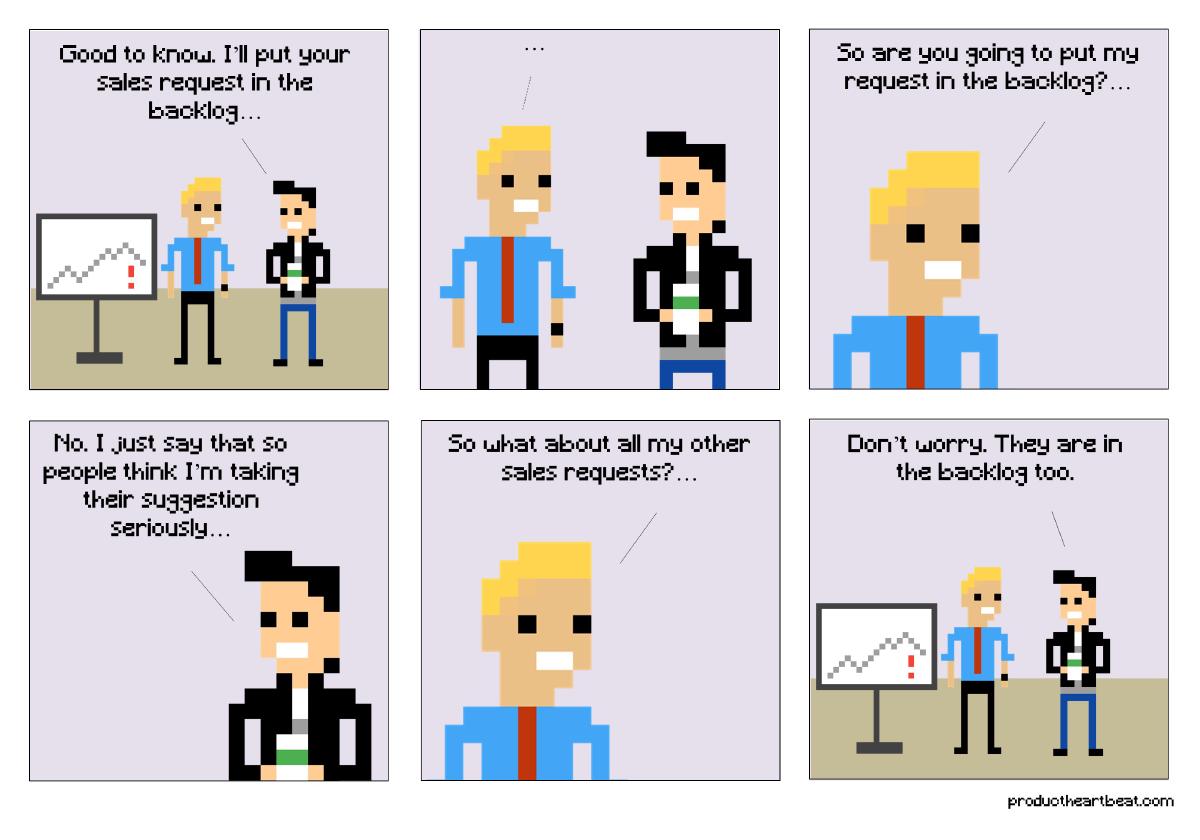 Good to know. I'll put your
sales request in the
backlog...
...
So are you going to put my
request in the backlog?...
No. I just say that so
people think I'm taking
their suggestion
seriously...
So what about all my other
sales requests?...
Don't worry. They are in
the backlog too.
productheartbeat.com